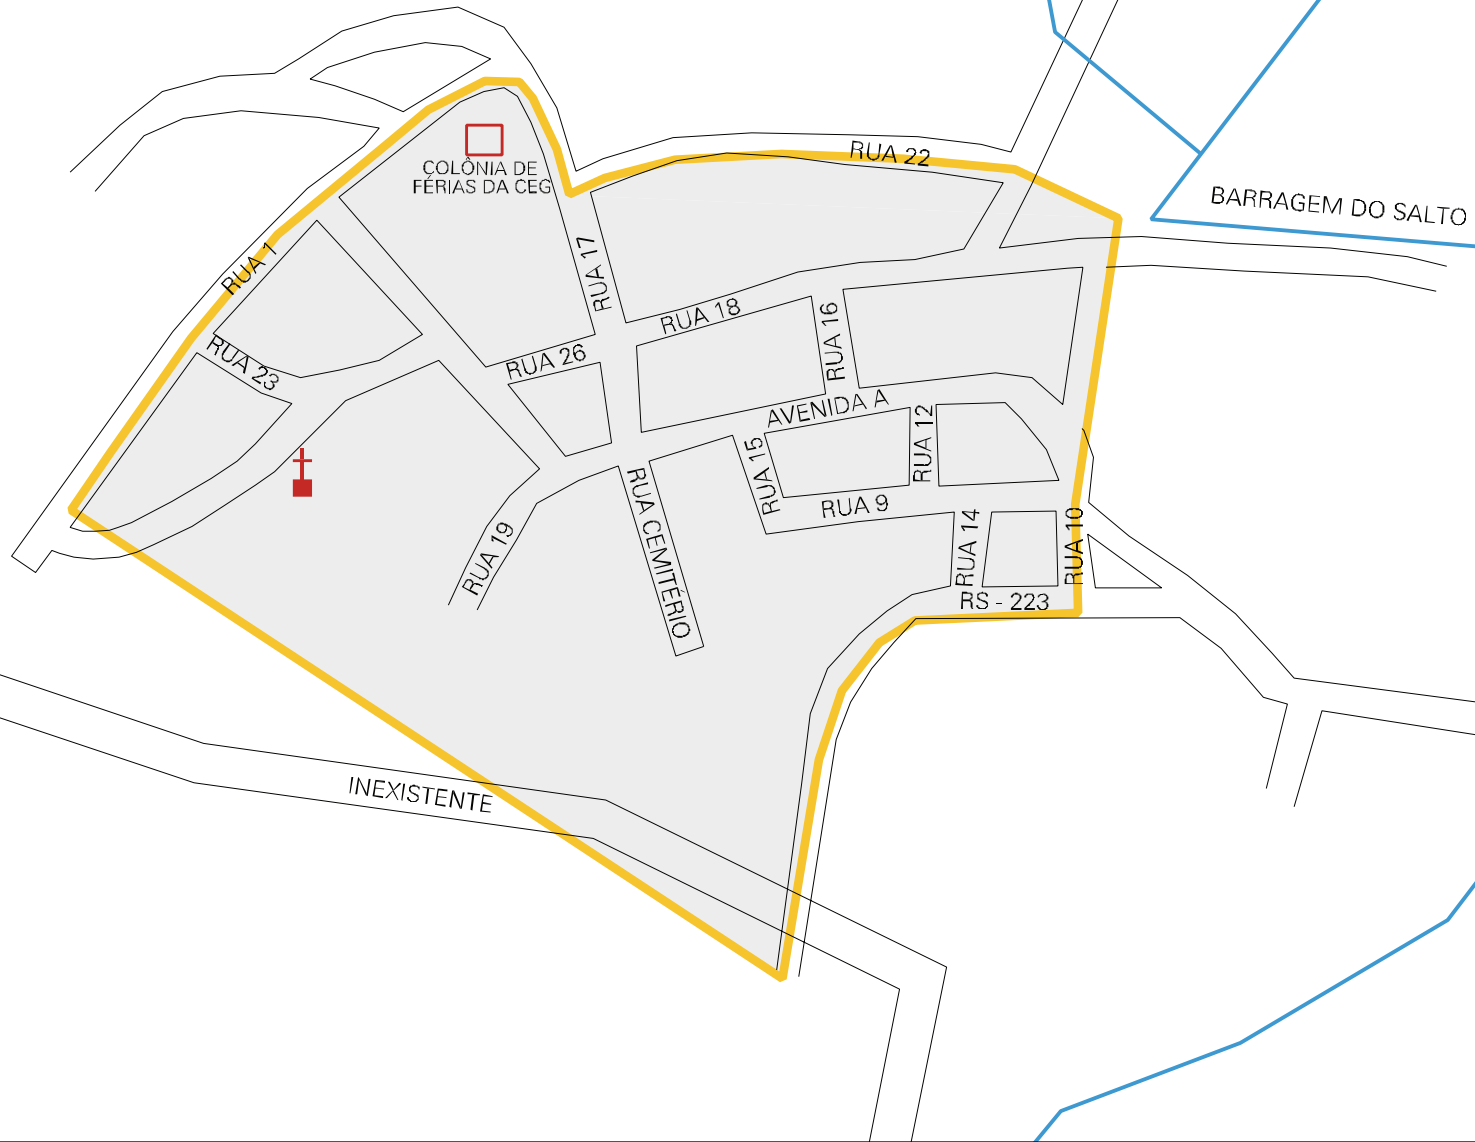 RUA 22
COLÔNIA DE
FÉRIAS DA CEG
BARRAGEM DO SALTO
RUA 1
RUA 17
RUA 18
RUA 16
RUA 23
RUA 26
AVENIDA A
RUA 12
RUA 15
RUA 9
RUA CEMITÉRIO
RUA 19
RUA 14
RUA 10
RS - 223
INEXISTENTE